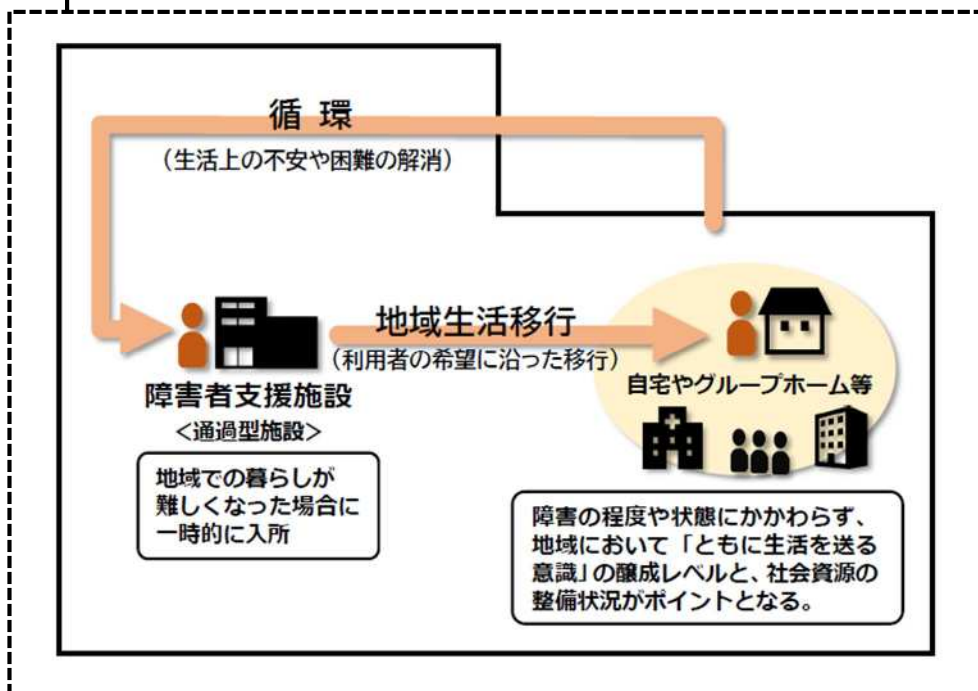 循環
（生活上の不安や困難の解消）
地域生活移行
（利用者の希望に沿った移行）
障害者支援施設
＜通過型施設＞
地域での暮らしが
難しくなった場合に
一時的に入所
自宅やグループホーム等
障害の程度や状態にかかわらず、
地域において「ともに生活を送る
意識」の醸成レベルと、社会資源の
整備状況がポイントとなる。